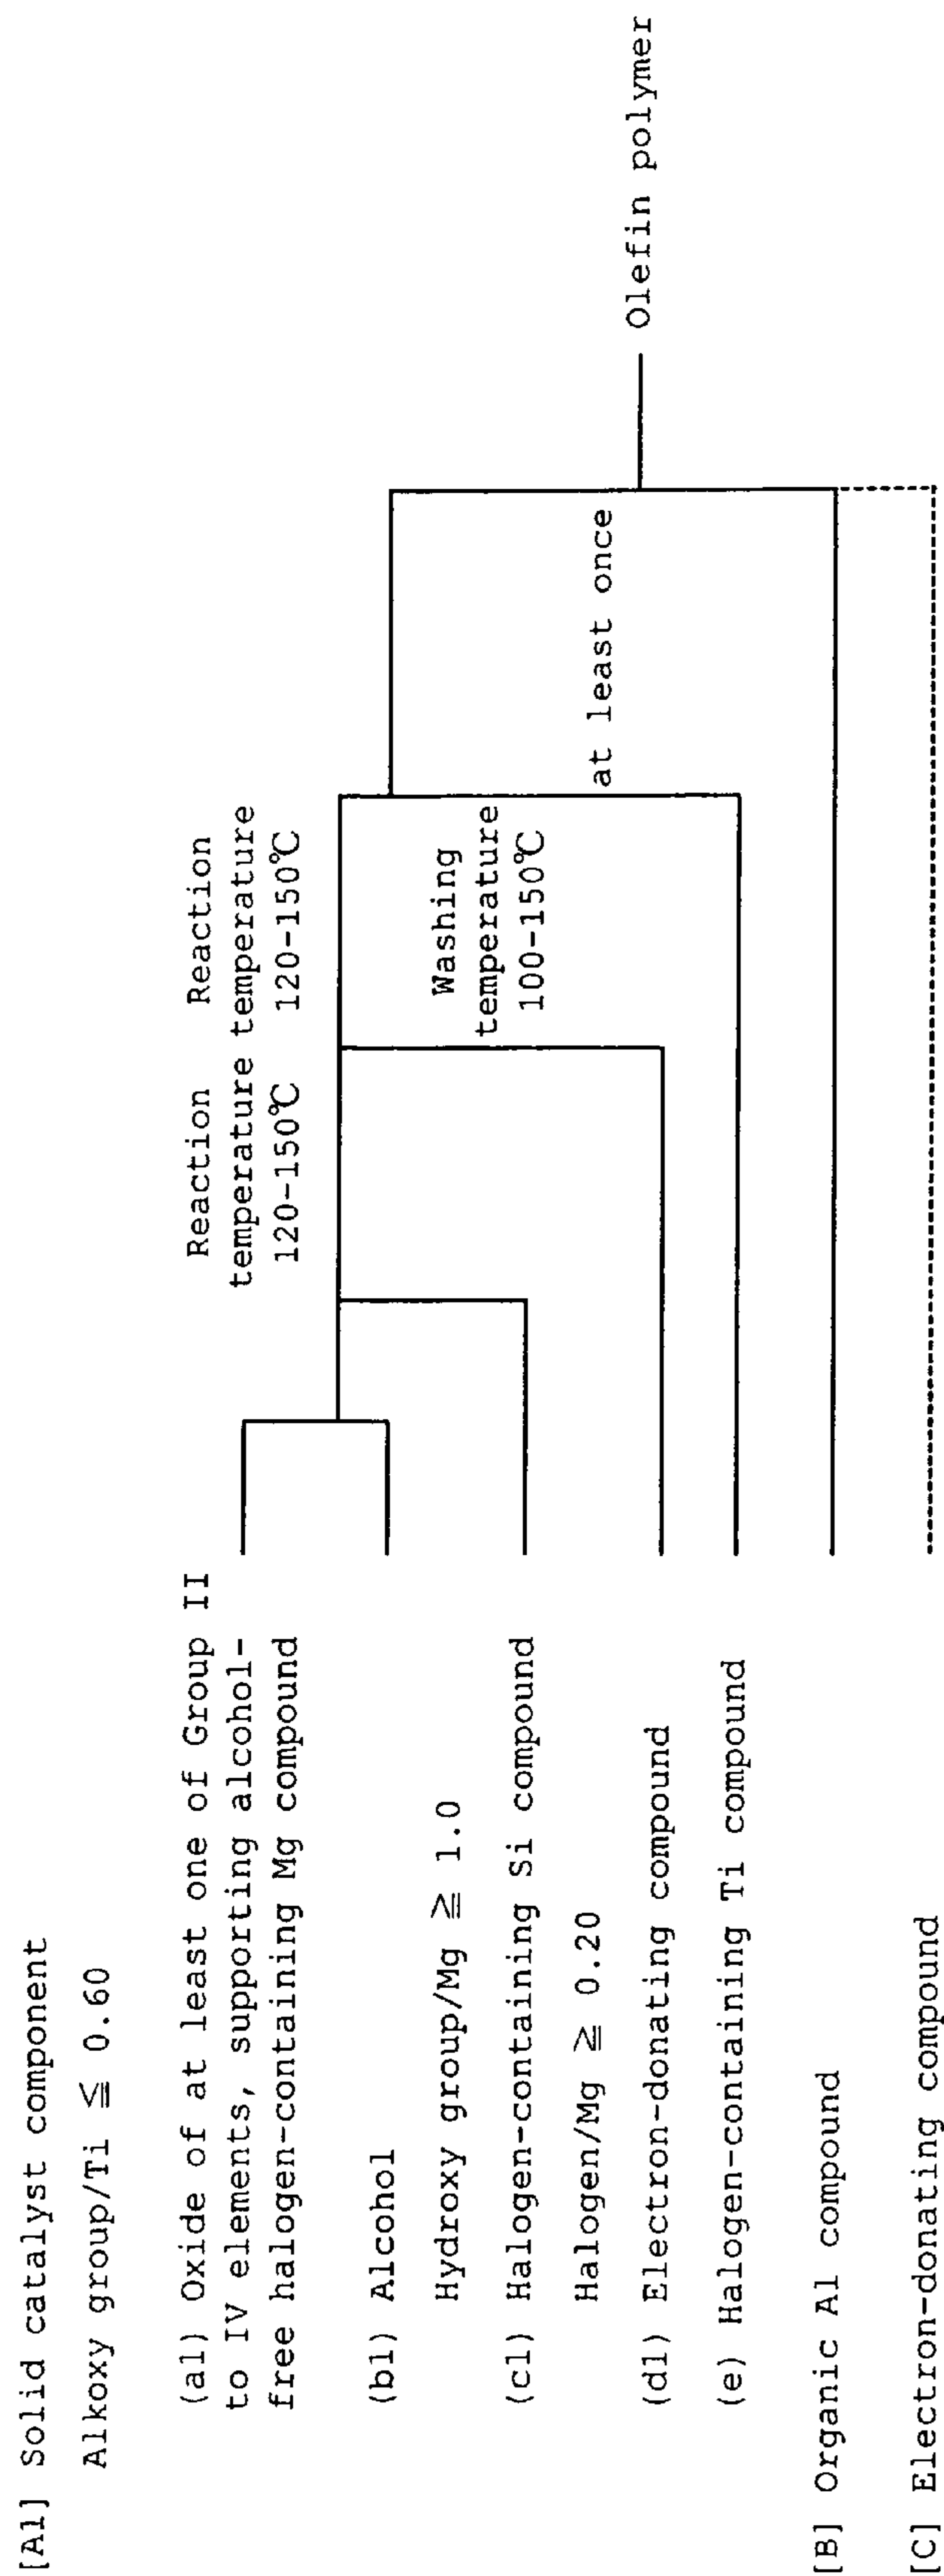 [A1] Solid catalyst component
Alkoxy group/Ti ≦ 0.60
(a1) Oxide of at least one of Group II
to IV elements, supporting alcohol-
free halogen-containing Mg compound
(b1) Alcohol
Hydroxy group/Mg ≧ 1.0
(c1) Halogen-containing Si compound
Halogen/Mg ≧ 0.20
(d1) Electron-donating compound
(e) Halogen-containing Ti compound
[B] Organic Al compound
[C] Electron-donating compound
Reaction
temperature
120-150℃
Reaction
temperature
120-150℃
Washing
temperature
100-150℃
at least once
Olefin polymer